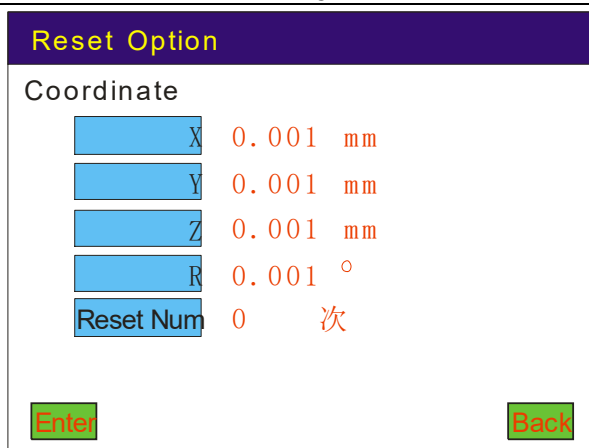 Reset Option
Coordinate
X 0.001 mm
Y 0.001 mm
Z 0.001 mm
R 0.001 °
Reset Num 0 次
Enter Back